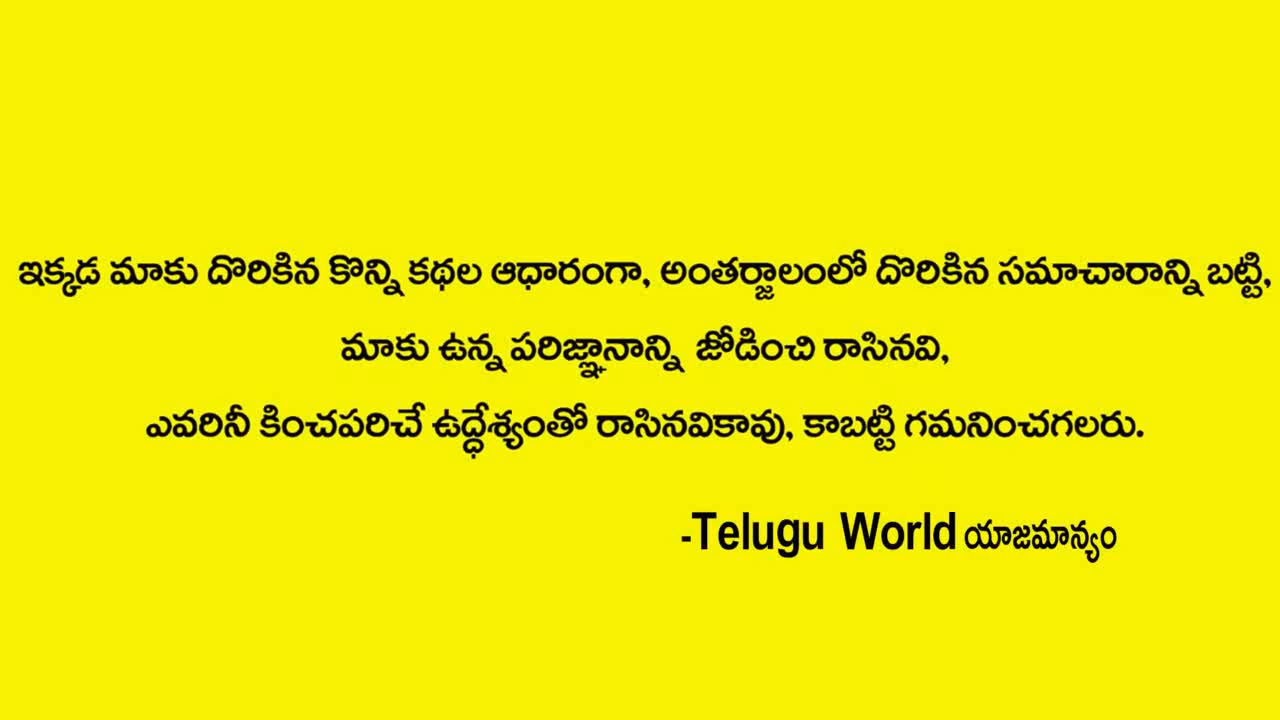 ఇక్కడ మాకు దొరికిన కొన్ని కథల ఆధారంగా, అంతర్జాలంలో దొరికిన సమాచారాన్ని బట్టి,
మాకు ఉన్న పరిజ్ఞానాన్ని జోడించి రాసినవి,
ఎవరినీ కించపరిచే ఉద్ధేశ్యంతో రాసినవికావు, కాబట్టి గమనించగలరు.
-Telugu World యాజమాన్యం